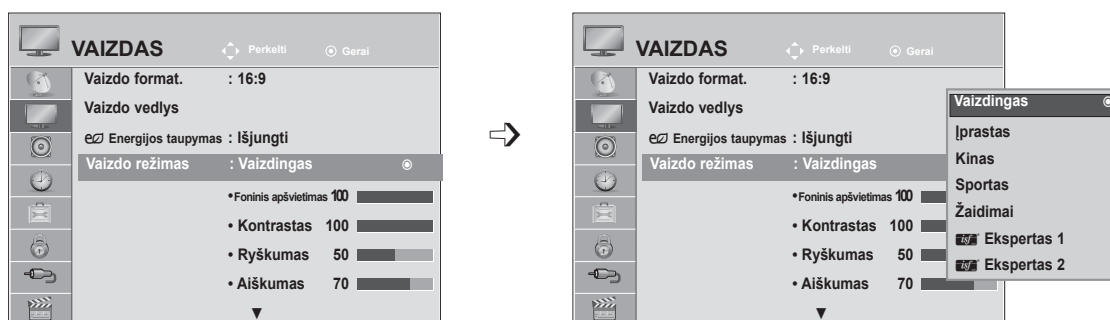 VAIZDAS Perkelti Gerai
Vaizdo format. : 16:9
Vaizdo vedlys
Energijos taupymas : Išjungti
Vaizdo režimas : Vaizdingas
•Foninis apšvietimas 100
• Kontrastas 100
• Ryškumas 50
• Aiškumas 70
VAIZDAS Perkelti Gerai
Vaizdo format. : 16:9
Vaizdo vedlys
Energijos taupymas : Išjungti
Vaizdo režimas : Vaizdingas
•Foninis apšvietimas 100
• Kontrastas 100
• Ryškumas 50
• Aiškumas 70
Vaizdingas
Įprastas
Kinas
Sportas
Žaidimai
isf Ekspertas 1
isf Ekspertas 2